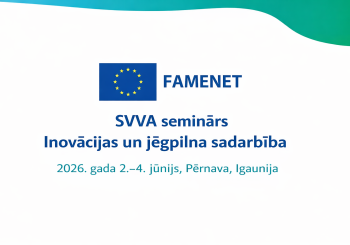 FAMENET
SVVA seminārs
Inovācijas un jēgpilna sadarbība
2026. gada 2.–4. jūnijs, Pērnava, Igaunija